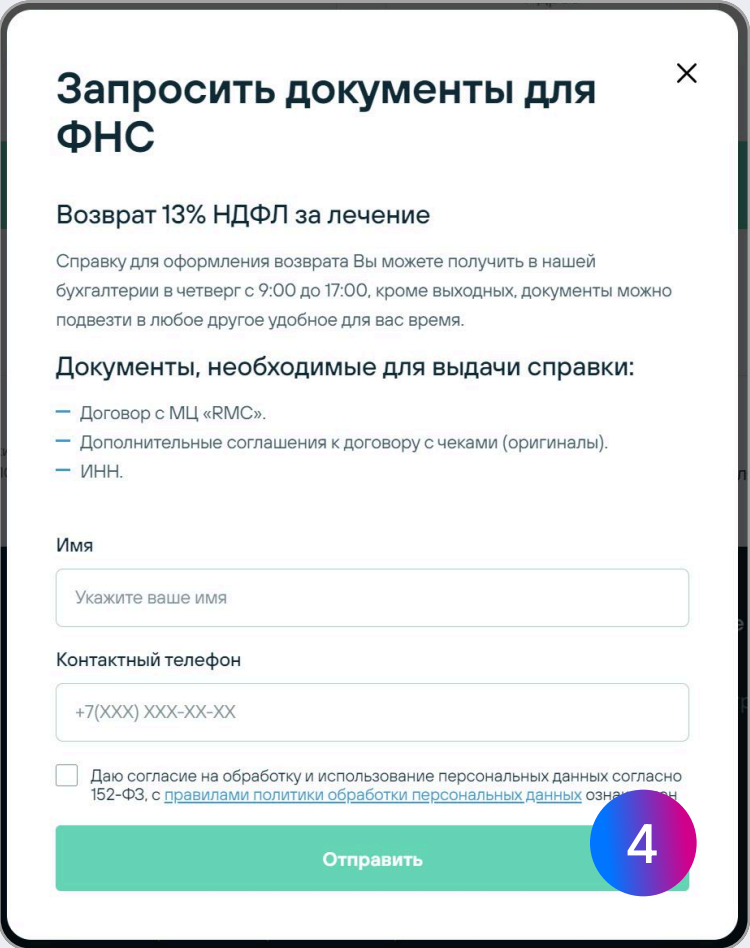 Запросить документы для
ФНС
Возврат 13% НДФЛ за лечение
Справку для оформления возврата Вы можете получить в нашей
бухгалтерии в четверг с 9:00 до 17:00, кроме выходных, документы можно
подвезти в любое другое удобное для вас время.
Документы, необходимые для выдачи справки:
Договор с МЦ «RMC».
Дополнительные соглашения к договору с чеками (оригиналы).
ИНН.
Имя
Укажите ваше имя
Контактный телефон
+7(XXX) XXX-XX-XX
Даю согласие на обработку и использование персональных данных согласно
152-ФЗ, с правилами политики обработки персональных данных
Отправить
4